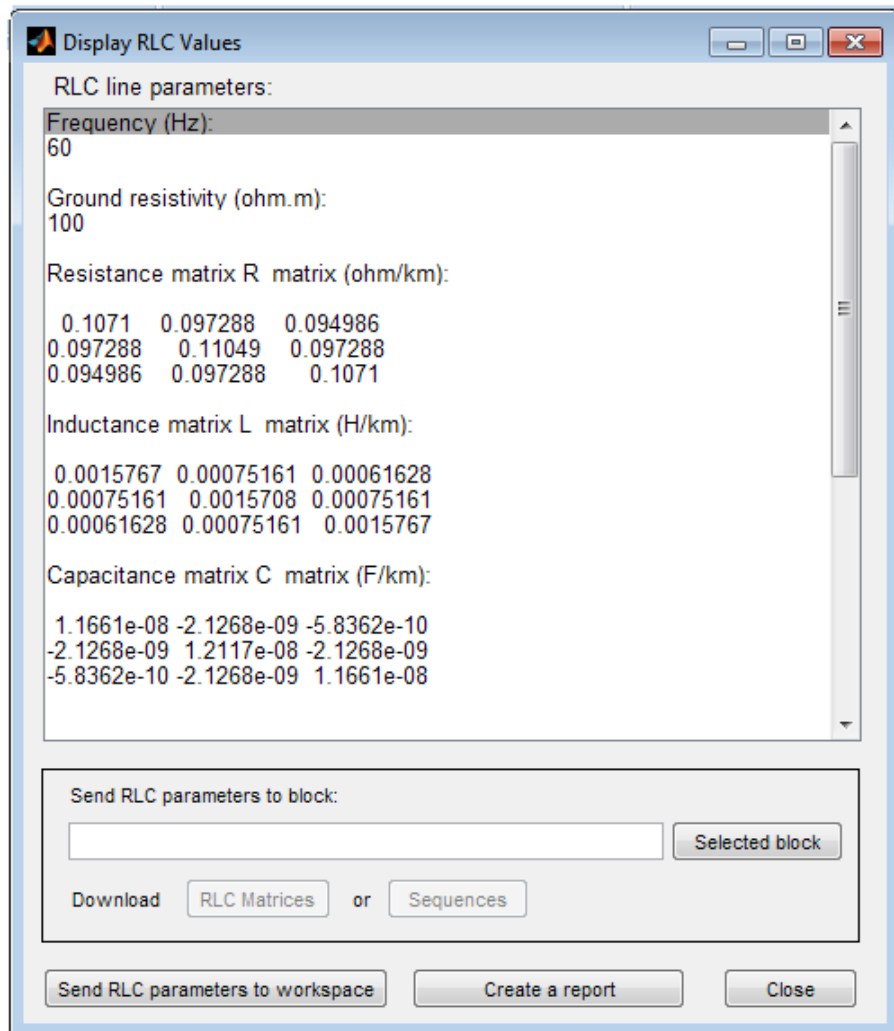 Display RLC Values
RLC line parameters:
Frequency (Hz):
60
Ground resistivity (ohm.m):
100
Resistance matrix R  matrix (ohm/km):
0.1071 0.097288 0.094986
0.097288 0.11049 0.097288
0.094986 0.097288 0.1071
Inductance matrix L  matrix (H/km):
0.0015767 0.00075161 0.00061628
0.00075161 0.0015708 0.00075161
0.00061628 0.00075161 0.0015767
Capacitance matrix C  matrix (F/km):
1.1661e-08 -2.1268e-09 -5.8362e-10
-2.1268e-09 1.2117e-08 -2.1268e-09
-5.8362e-10 -2.1268e-09 1.1661e-08
Send RLC parameters to block:
Selected block
Download RLC Matrices or Sequences
Send RLC parameters to workspace Create a report Close